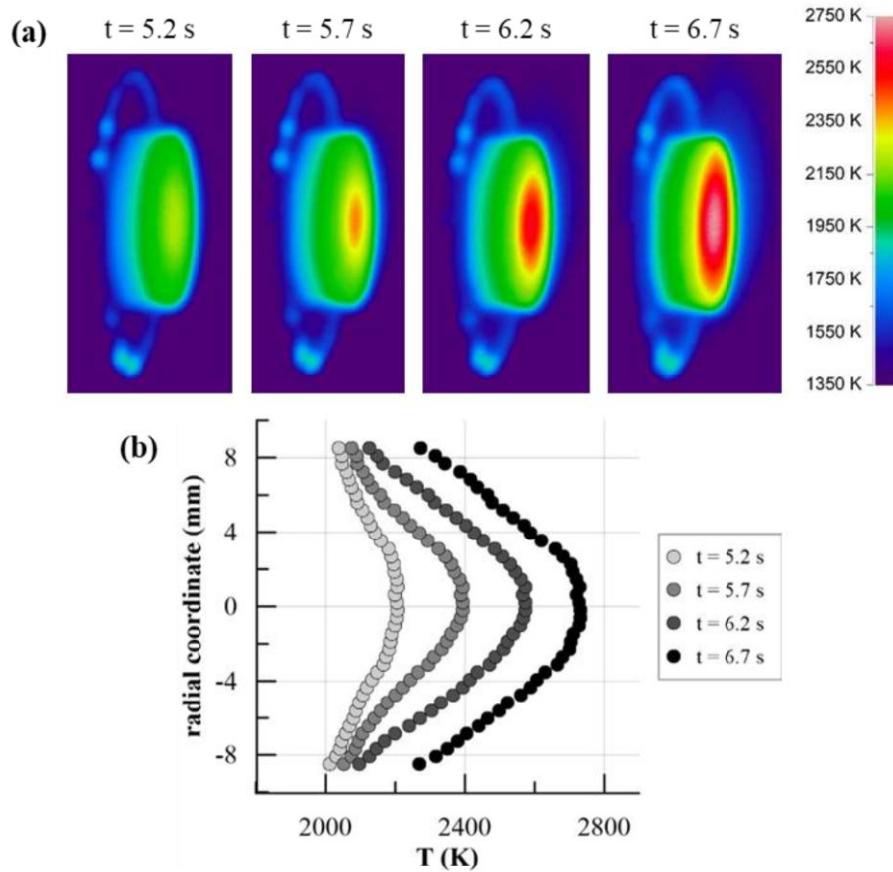 (a)
t = 5.2 s
t = 5.7 s
t = 6.2 s
t = 6.7 s
2750 K
2550 K
2350 K
2150 K
1950 K
1750 K
1550 K
1350 K
(b)
radial coordinate (mm)
8
4
0
-4
-8
2000
2400
2800
T (K)
t = 5.2 s
t = 5.7 s
t = 6.2 s
t = 6.7 s